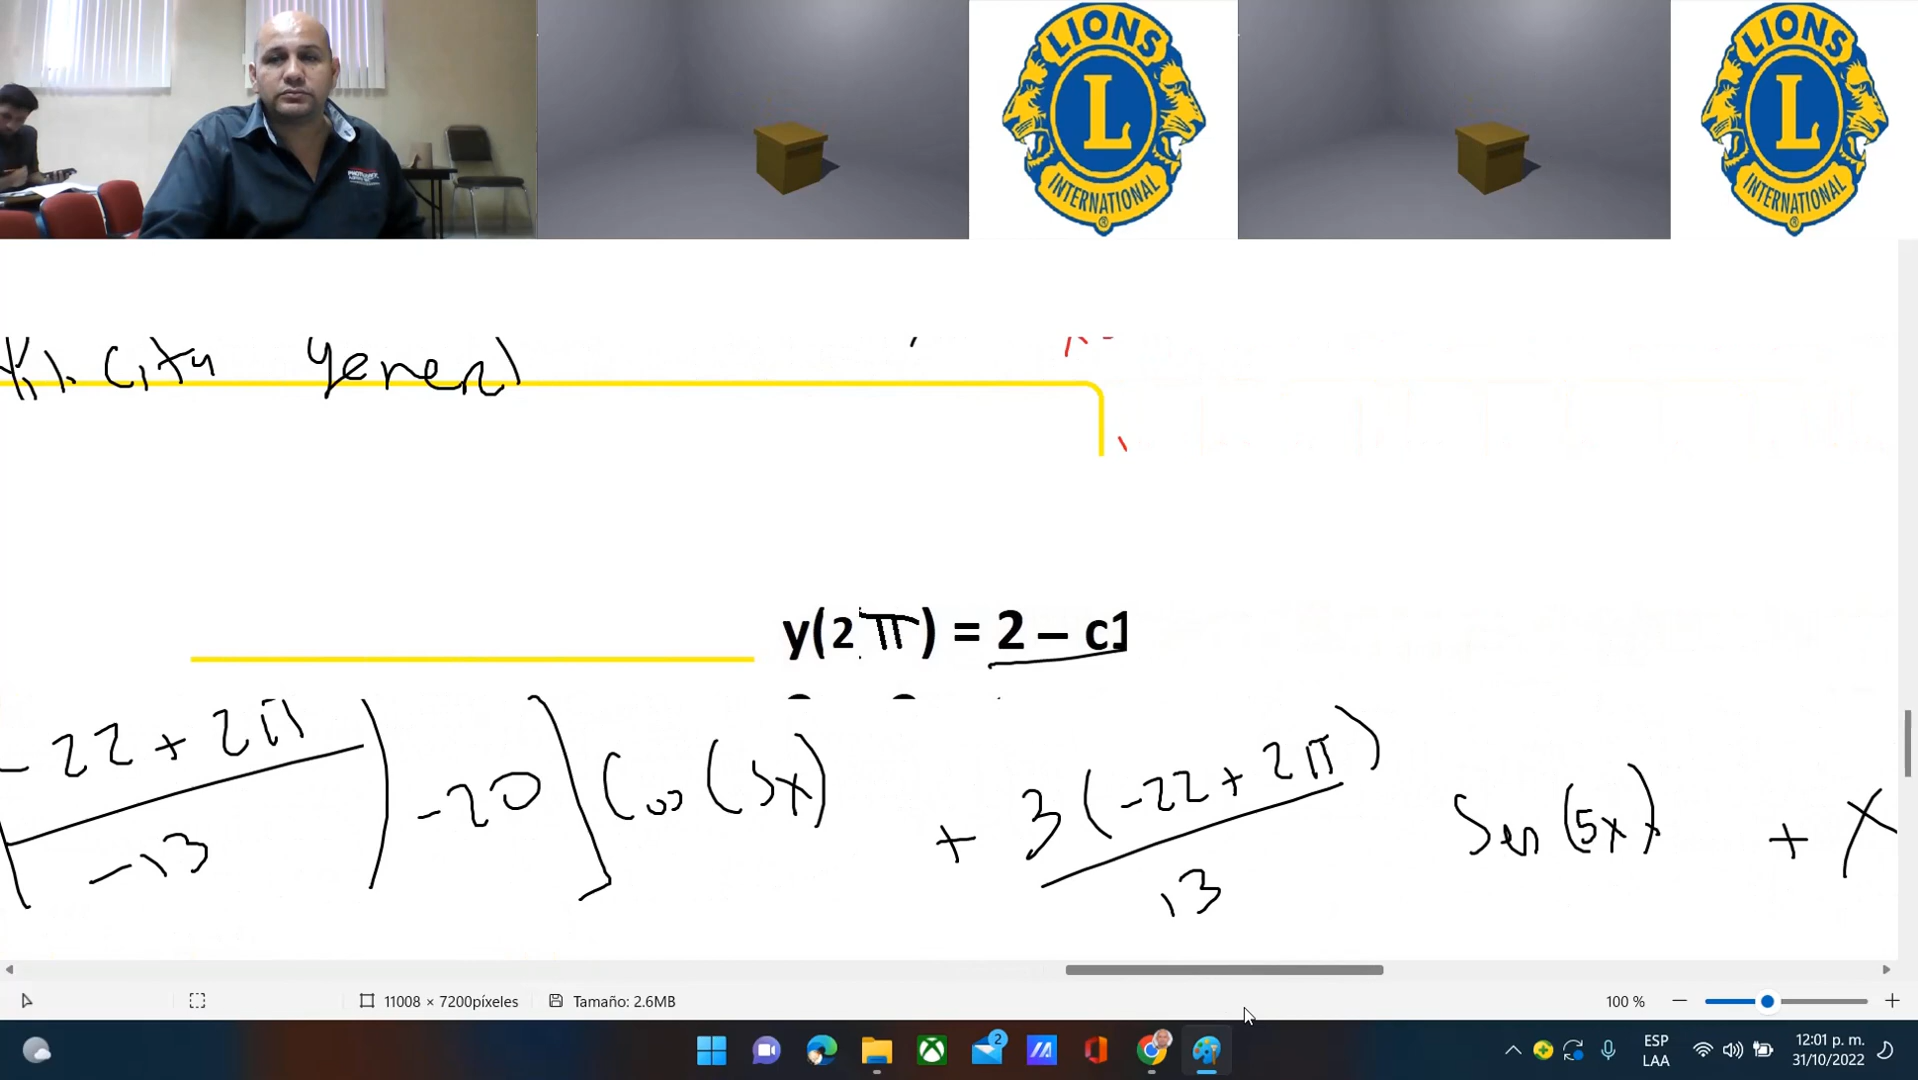 LIONS
L
INTERNATIONAL
®
LIONS
L
INTERNATIONAL
®
y(2π) = 2 – c1
-22 + 2π
-13
-20] Cos (5x)
+ 3(-22 + 2π)
13
Sen (5x) + x
11008 × 7200píxeles
Tamaño: 2.6MB
100 %
2
ESP
LAA
12:01 p. m.
31/10/2022